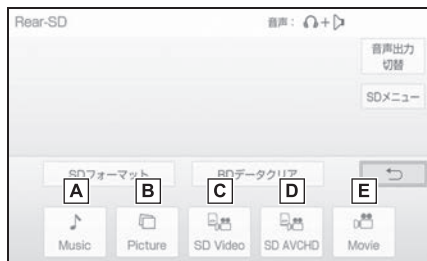 Rear-SD
音声：
音声出力
切替
SDメニュー
SDフォーマット
BDデータクリア
A
B
C
D
E
Music
Picture
SD Video
SD AVCHD
Movie